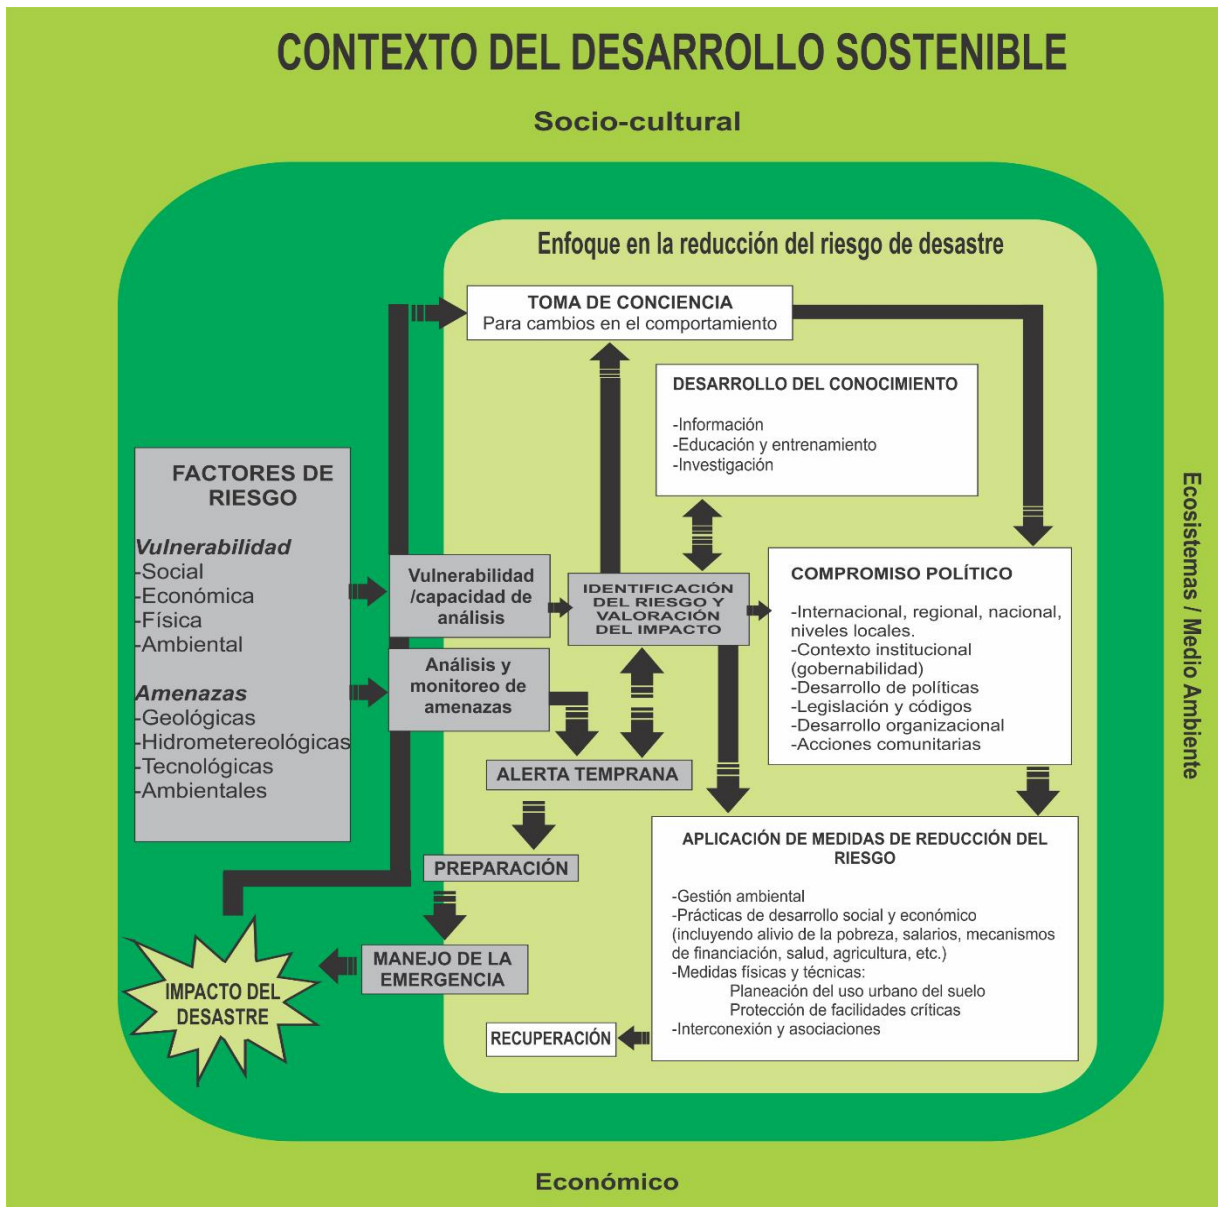 CONTEXTO DEL DESARROLLO SOSTENIBLE
Socio-cultural
Enfoque en la reducción del riesgo de desastre
TOMA DE CONCIENCIA
Para cambios en el comportamiento
DESARROLLO DEL CONOCIMIENTO
-Información
-Educación y entrenamiento
-Investigación
FACTORES DE
RIESGO
Vulnerabilidad
-Social
-Económica
-Física
-Ambiental
Amenazas
-Geológicas
-Hidrometereológicas
-Tecnológicas
-Ambientales
Vulnerabilidad
/capacidad de
análisis
Análisis y
monitoreo de
amenazas
IDENTIFICACIÓN
DEL RIESGO Y
VALORACIÓN
DEL IMPACTO
COMPROMISO POLÍTICO
-Internacional, regional, nacional,
niveles locales.
-Contexto institucional
(gobernabilidad)
-Desarrollo de políticas
-Legislación y códigos
-Desarrollo organizacional
-Acciones comunitarias
ALERTA TEMPRANA
PREPARACIÓN
MANEJO DE LA
EMERGENCIA
IMPACTO DEL
DESASTRE
APLICACIÓN DE MEDIDAS DE REDUCCIÓN DEL
RIESGO
-Gestión ambiental
-Prácticas de desarrollo social y económico
(incluyendo alivio de la pobreza, salarios, mecanismos
de financiación, salud, agricultura, etc.)
-Medidas físicas y técnicas:
Planeación del uso urbano del suelo
Protección de facilidades críticas
-Interconexión y asociaciones
RECUPERACIÓN
Ecosistemas / Medio Ambiente
Económico